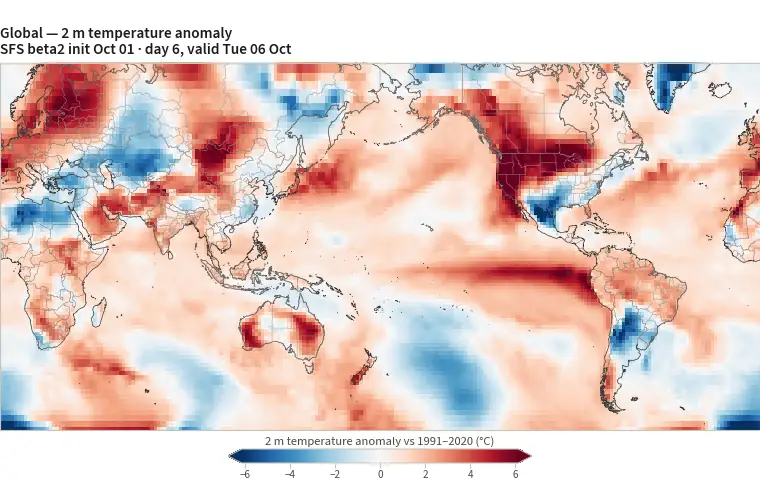 Global — 2 m temperature anomaly
SFS beta2 init Oct 01 · day 6, valid Tue 06 Oct
2 m temperature anomaly vs 1991–2020 (°C)
−6 −4 −2 0 2 4 6